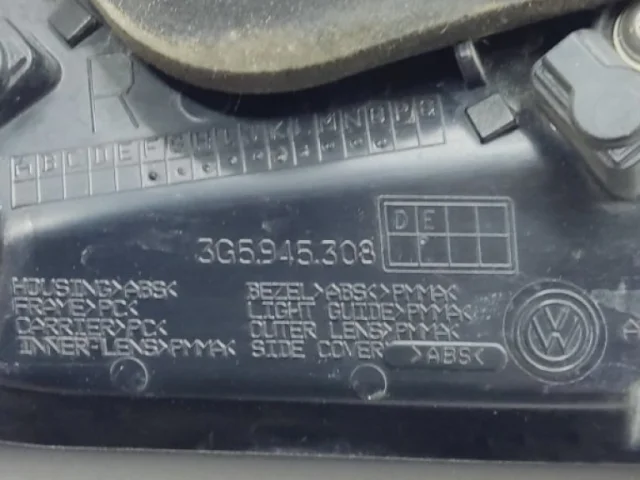 R
A B C D E F G H I J K L M N O P Q
D E
3G5.945.308
HOUSING>ABS< BEZEL>ABS<>PMMA<
FRAME>PC< LIGHT GUIDE>PMMA<
CARRIER>PC< OUTER LENS>PMMA<
INNER-LENS>PMMA< SIDE COVER >ABS<
VW
A